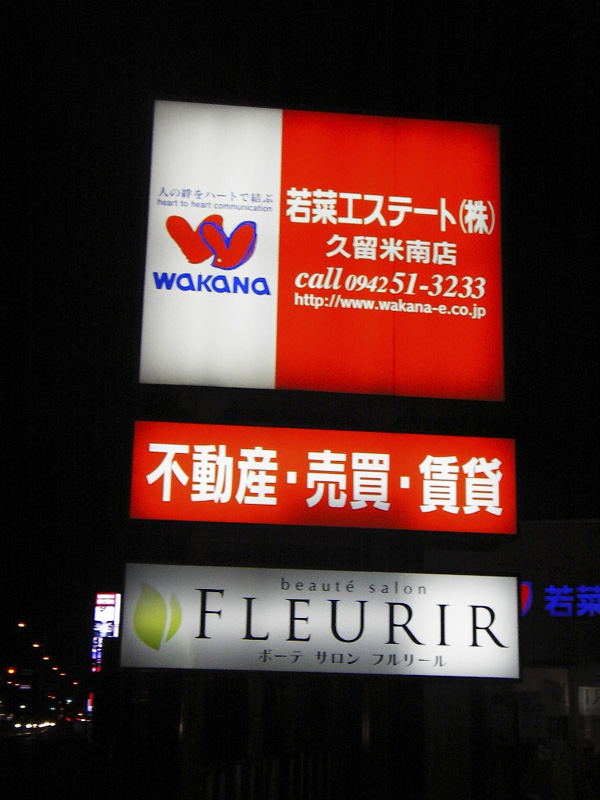 人の絆をハートで結ぶ
heart to heart communication
WAKANA
若菜エステート(株)
久留米南店
call 0942 51-3233
http://www.wakana-e.co.jp
不動産・売買・賃貸
beauté salon
FLEURIR
ボーテ サロン フルリール
若菜